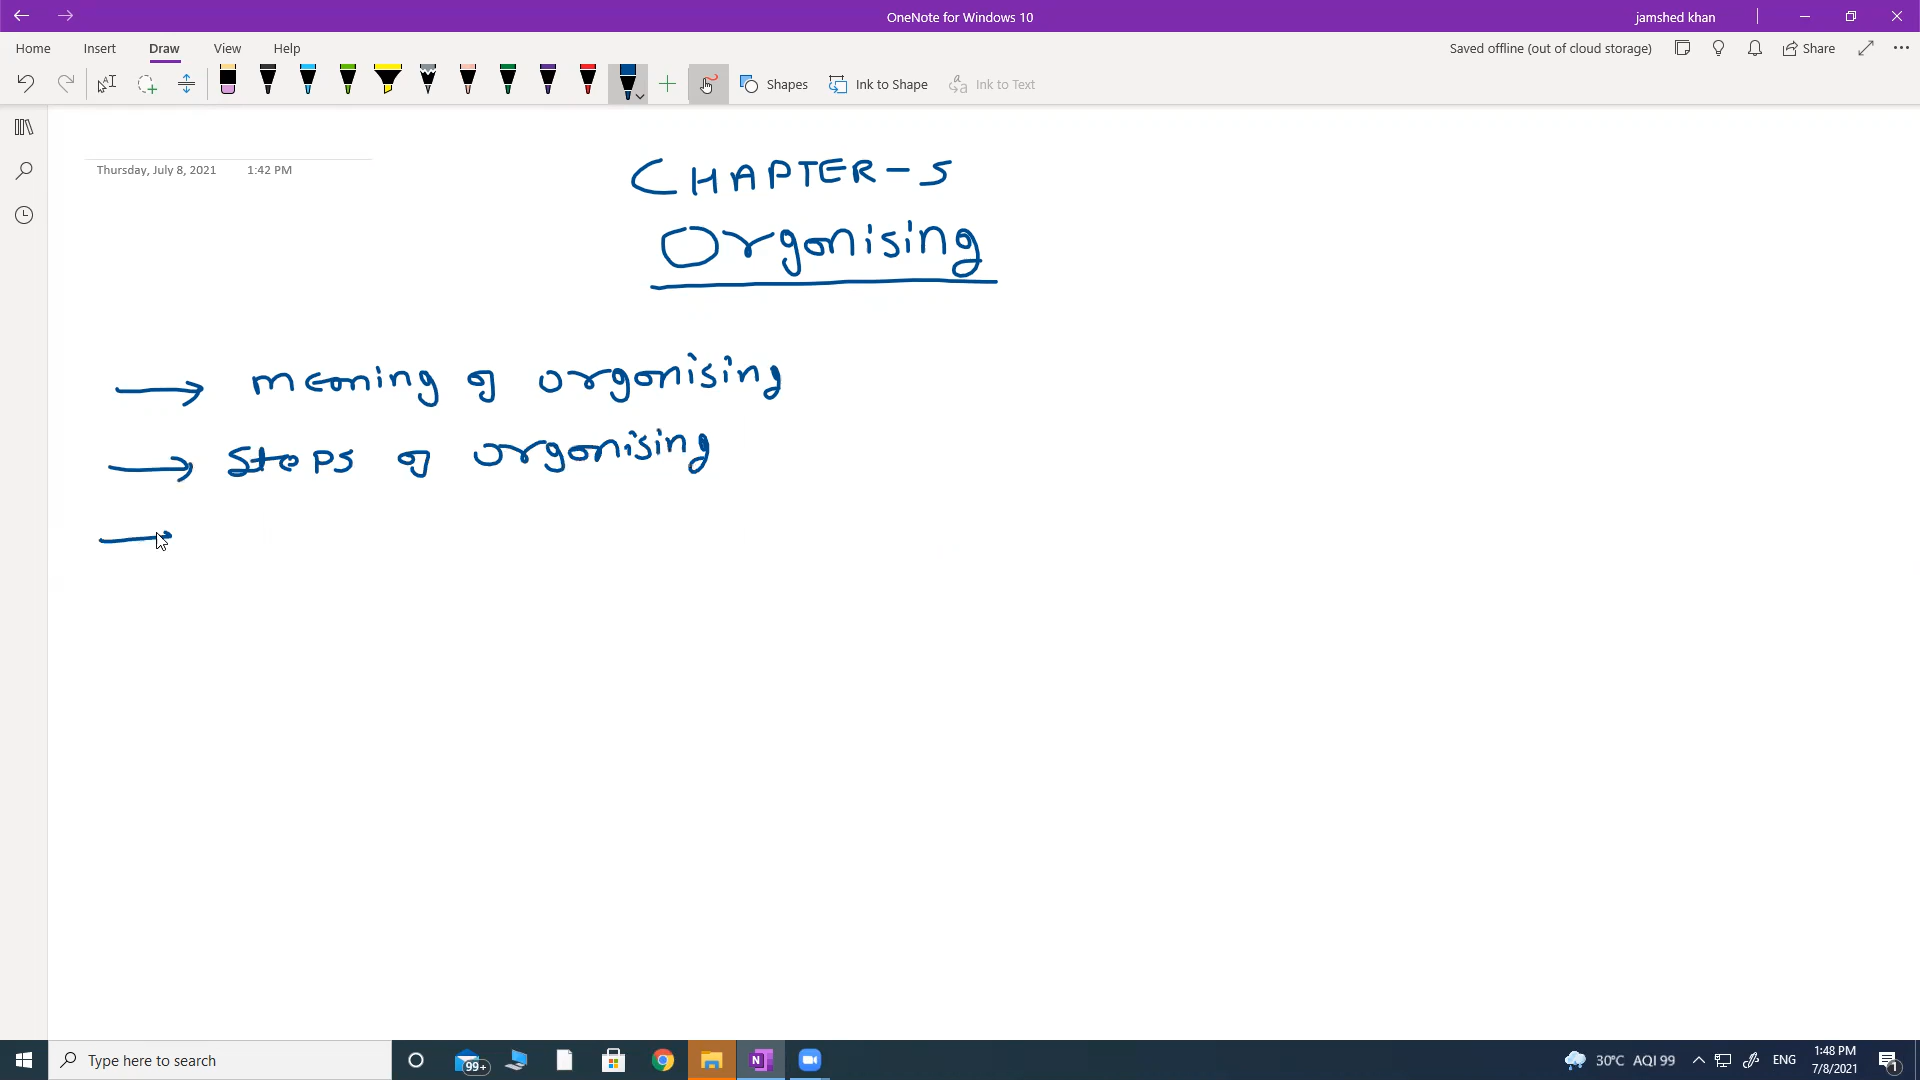 OneNote for Windows 10
jamshed khan
Home Insert Draw View Help
Saved offline (out of cloud storage)
Share
Shapes
Ink to Shape
Ink to Text
Thursday, July 8, 2021 1:42 PM
CHAPTER-5
Organising
→ meaning of organising
→ Steps of organising
Type here to search
99+
30°C AQI 99
ENG
1:48 PM
7/8/2021
1